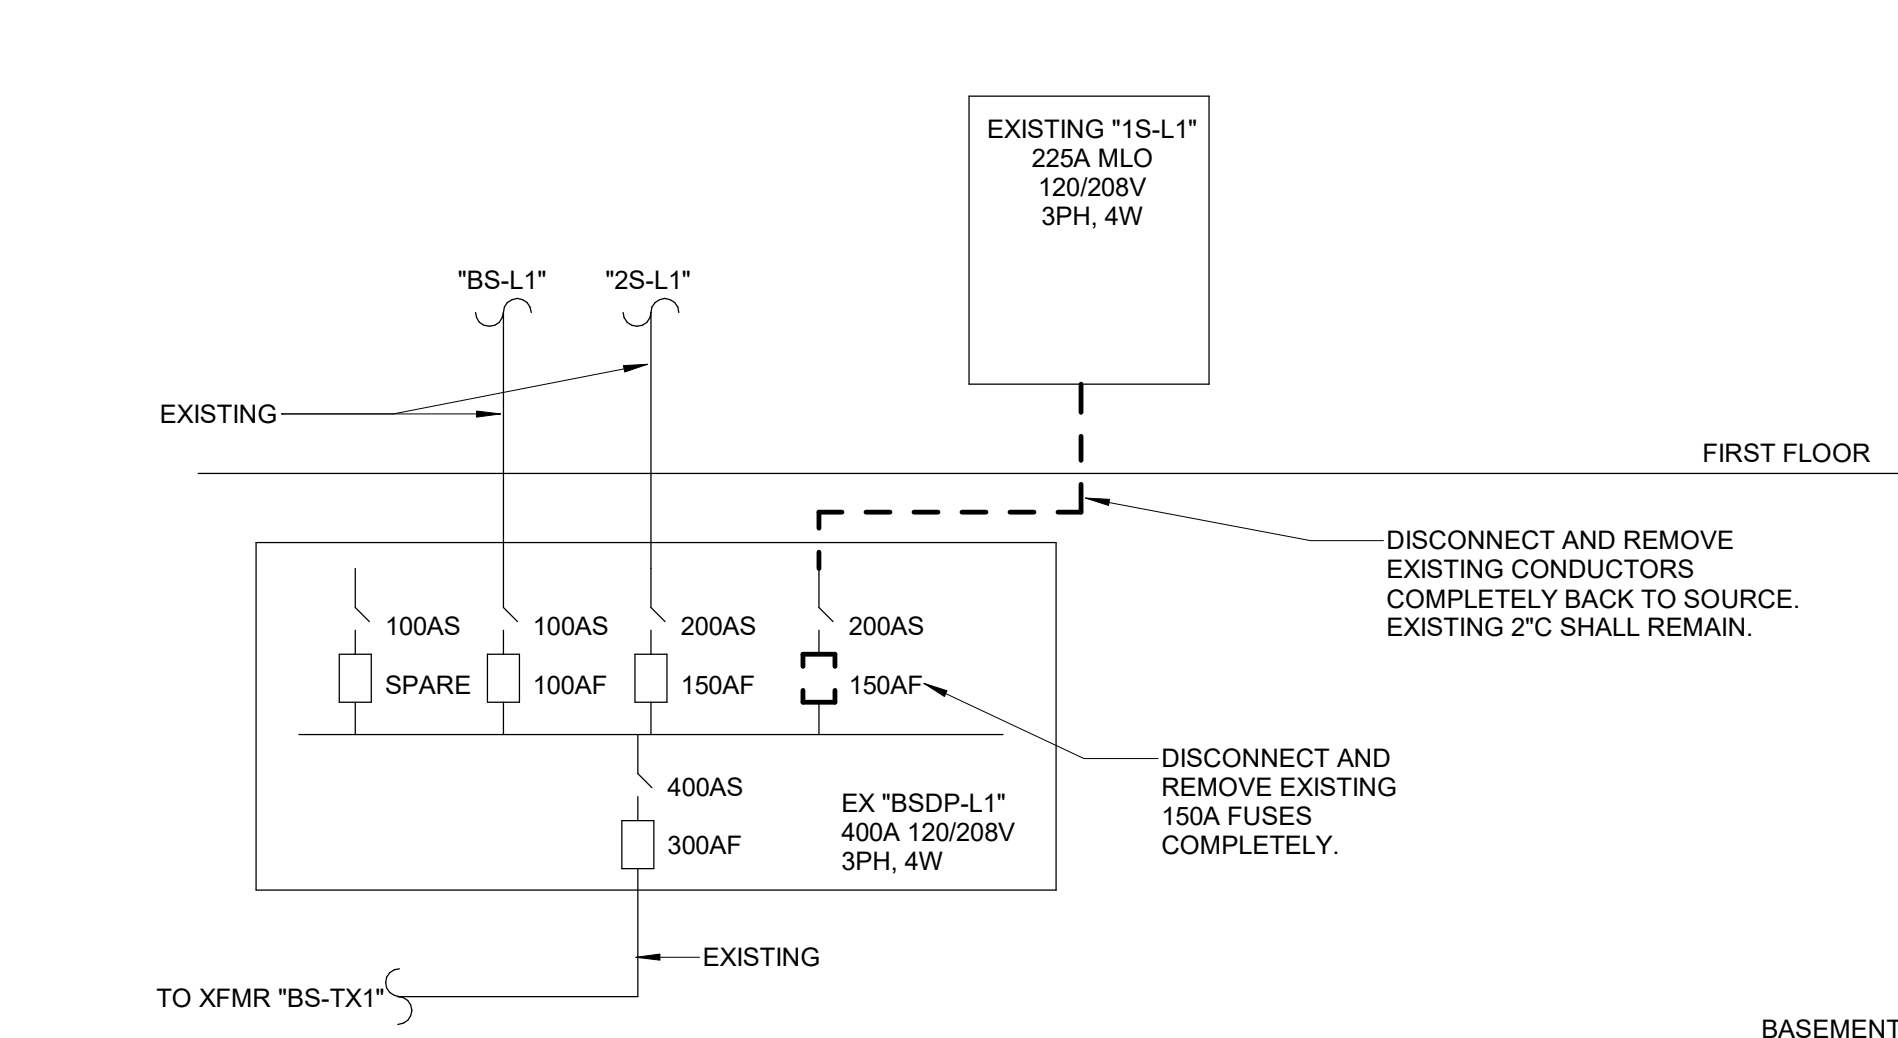 EXISTING "1S-L1"
225A MLO
120/208V
3PH, 4W
"BS-L1"
"2S-L1"
EXISTING
FIRST FLOOR
DISCONNECT AND REMOVE
EXISTING CONDUCTORS
COMPLETELY BACK TO SOURCE.
EXISTING 2"C SHALL REMAIN.
100AS
SPARE
100AS
100AF
200AS
150AF
200AS
150AF
DISCONNECT AND
REMOVE EXISTING
150A FUSES
COMPLETELY.
400AS
300AF
EX "BSDP-L1"
400A 120/208V
3PH, 4W
EXISTING
TO XFMR "BS-TX1"
BASEMENT